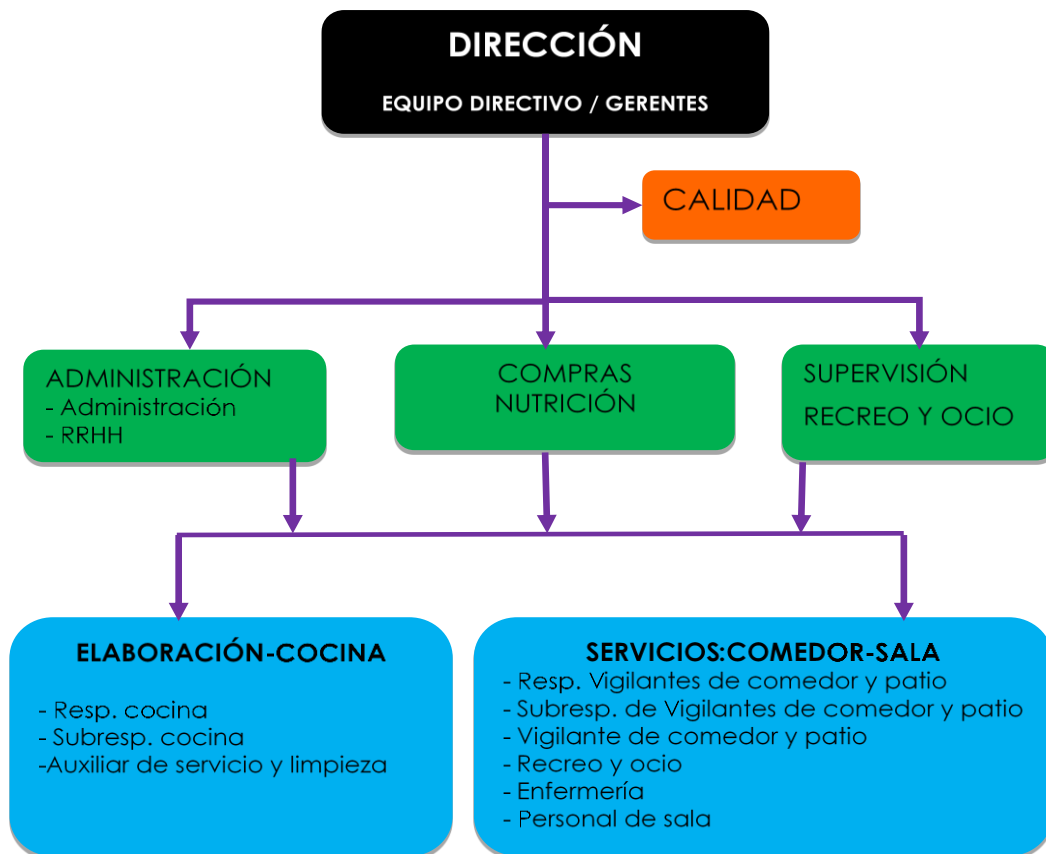 DIRECCIÓN
EQUIPO DIRECTIVO / GERENTES
CALIDAD
ADMINISTRACIÓN
- Administración
- RRHH
COMPRAS
NUTRICIÓN
SUPERVISIÓN
RECREO Y OCIO
ELABORACIÓN-COCINA
- Resp. cocina
- Subresp. cocina
-Auxiliar de servicio y limpieza
SERVICIOS:COMEDOR-SALA
- Resp. Vigilantes de comedor y patio
- Subresp. de Vigilantes de comedor y patio
- Vigilante de comedor y patio
- Recreo y ocio
- Enfermería
- Personal de sala